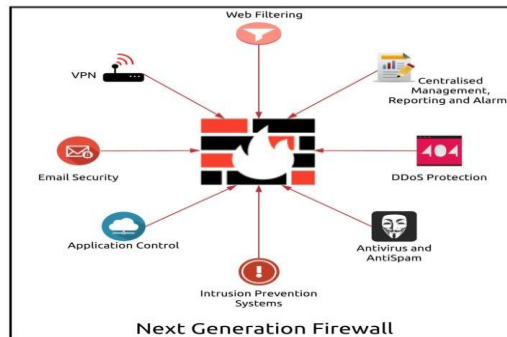 Web Filtering
VPN
Centralised
Management,
Reporting and Alarm
Email Security
404
DDoS Protection
Application Control
Antivirus and
AntiSpam
Intrusion Prevention
Systems
Next Generation Firewall